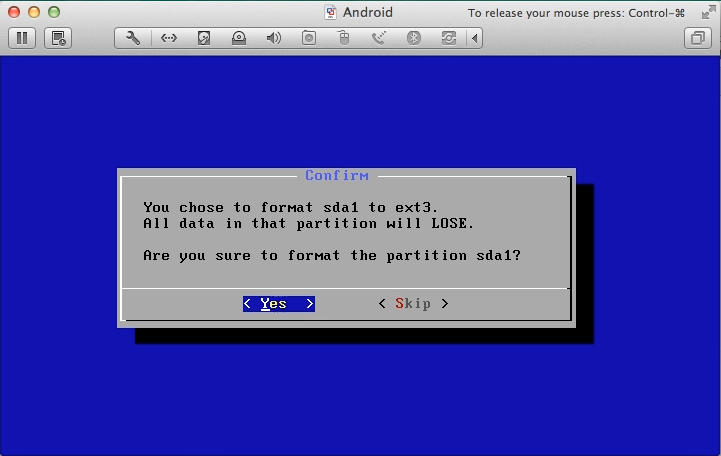 Android
To release your mouse press: Control-⌘
Confirm
You chose to format sda1 to ext3.
All data in that partition will LOSE.
Are you sure to format the partition sda1?
< Yes >
< Skip >